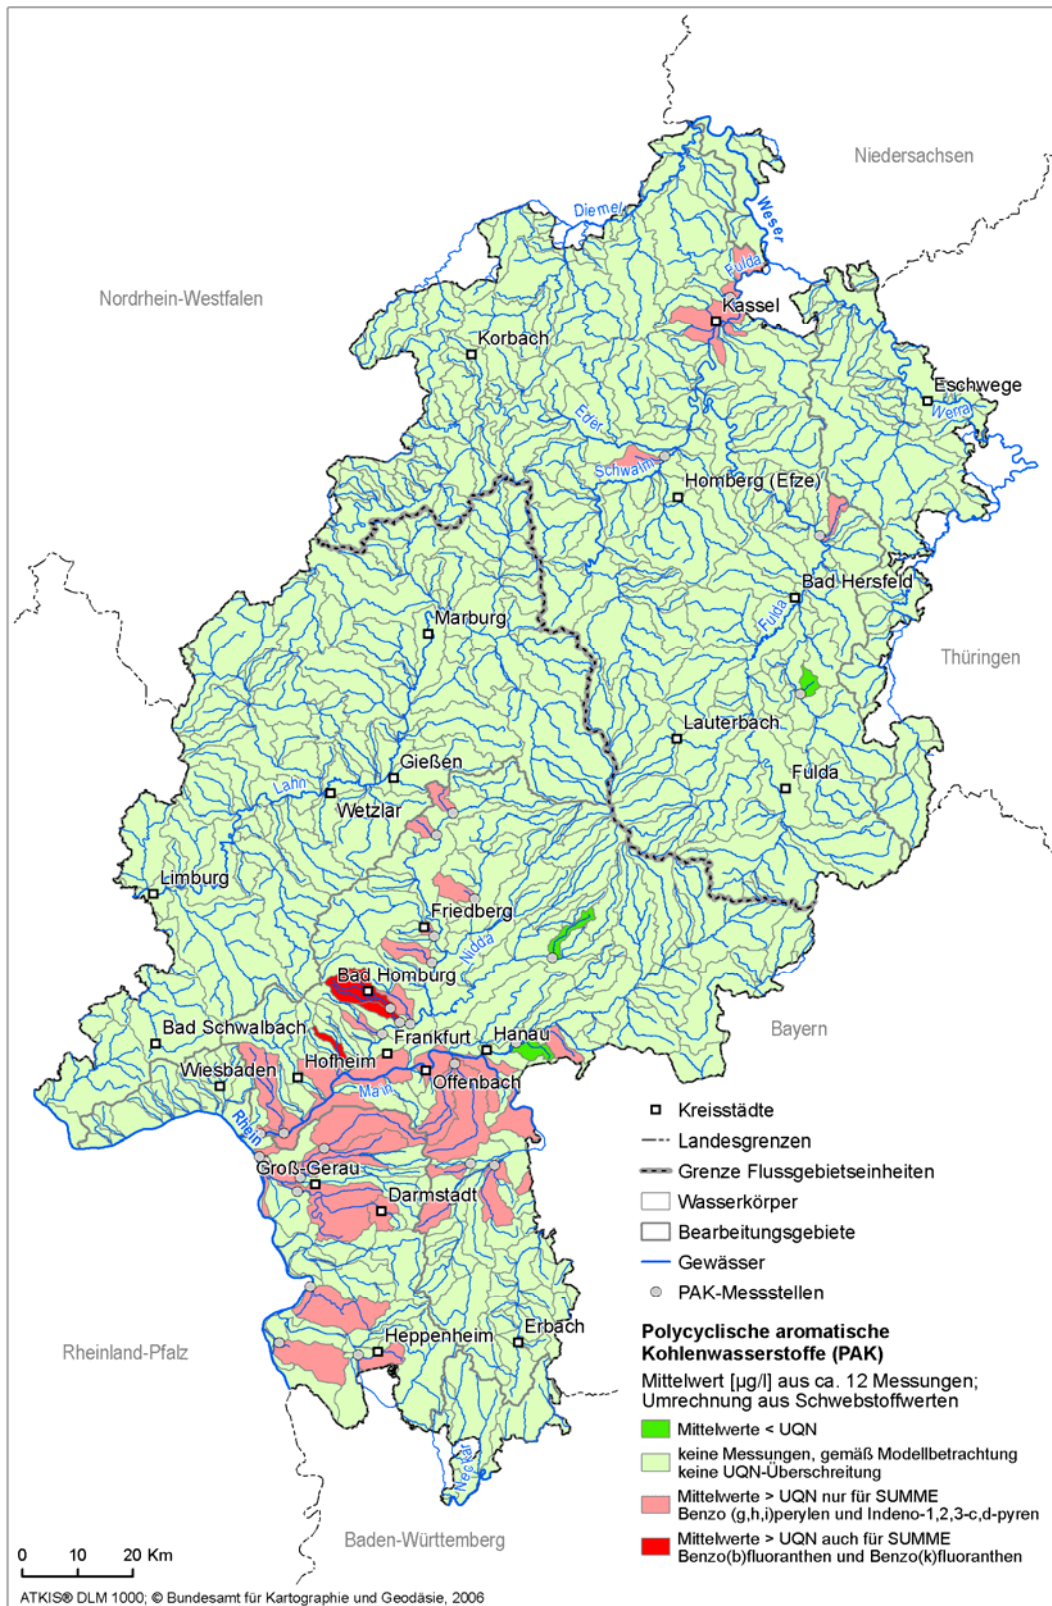 Niedersachsen
Diemel
Weser
Fulda
Nordrhein-Westfalen
Kassel
Korbach
Eschwege
Werra
Eder
Schwalm
Homberg (Efze)
Bad Hersfeld
Fulda
Marburg
Thüringen
Lauterbach
Gießen
Fulda
Lahn
Wetzlar
Limburg
Friedberg
Nidda
Bad Homburg
Bayern
Bad Schwalbach
Frankfurt
Hanau
Hofheim
Wiesbaden
Offenbach
Main
Rhein
Groß-Gerau
Darmstadt
Heppenheim
Erbach
Rheinland-Pfalz
Neckar
Baden-Württemberg
Kreisstädte
Landesgrenzen
Grenze Flussgebietseinheiten
Wasserkörper
Bearbeitungsgebiete
Gewässer
PAK-Messstellen
Polycyclische aromatische
Kohlenwasserstoffe (PAK)
Mittelwert [µg/l] aus ca. 12 Messungen;
Umrechnung aus Schwebstoffwerten
Mittelwerte < UQN
keine Messungen, gemäß Modellbetrachtung
keine UQN-Überschreitung
Mittelwerte > UQN nur für SUMME
Benzo (g,h,i)perylen und Indeno-1,2,3-c,d-pyren
Mittelwerte > UQN auch für SUMME
Benzo(b)fluoranthen und Benzo(k)fluoranthen
0 10 20 Km
ATKIS® DLM 1000; © Bundesamt für Kartographie und Geodäsie, 2006